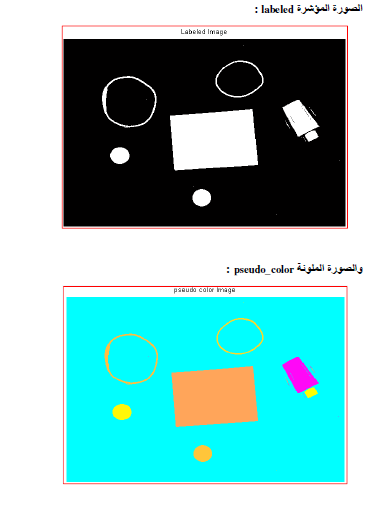 الصورة المؤشرة labeled :
Labeled Image
والصورة الملونة pseudo_color :
pseudo color image